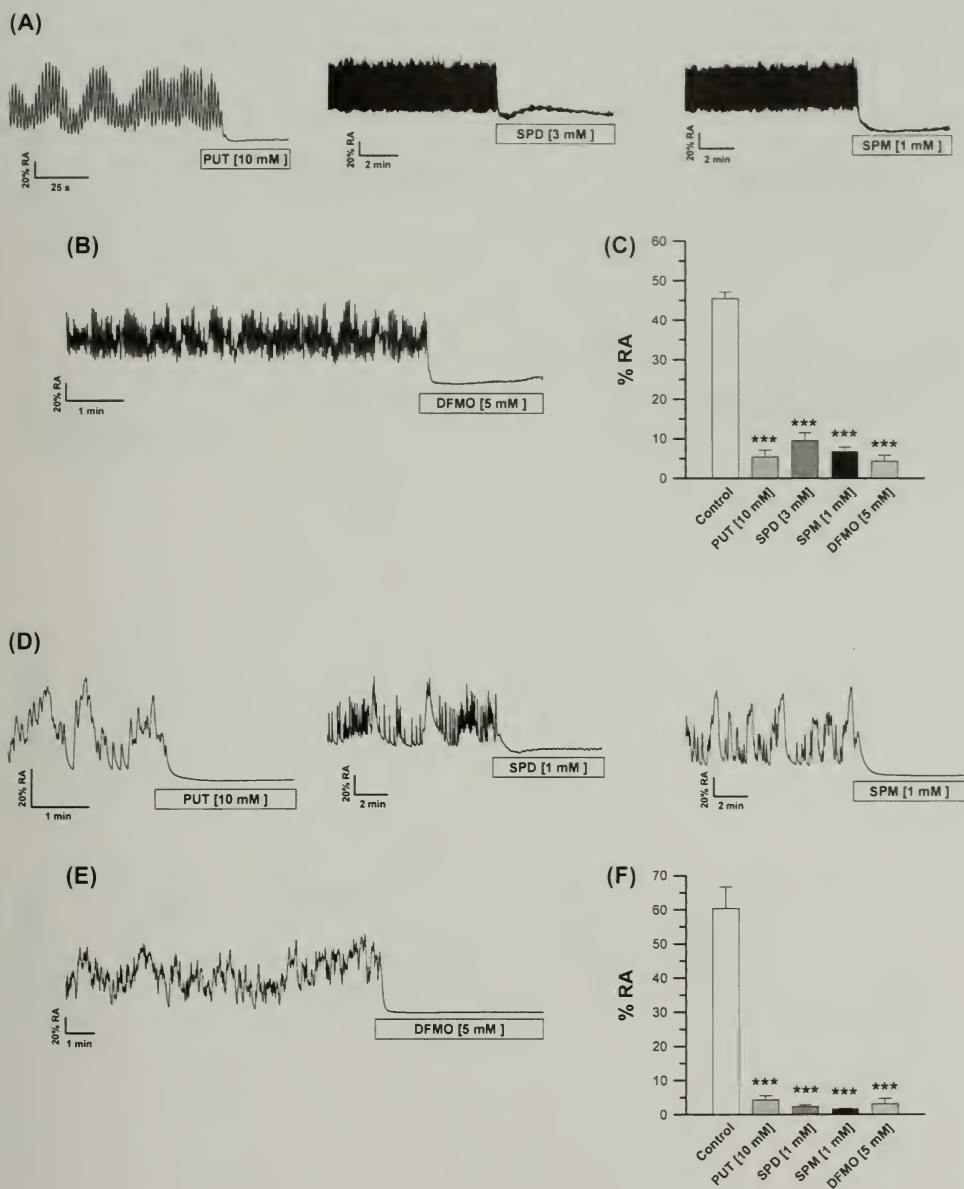 (A)
20% RA
25 s
PUT [10 mM ]
20% RA
2 min
SPD [3 mM ]
20% RA
2 min
SPM [1 mM ]
(B)
20% RA
1 min
DFMO [5 mM ]
(C)
% RA
60
50
40
30
20
10
0
***
***
***
***
Control
PUT [10 mM]
SPD [3 mM]
SPM [1 mM]
DFMO [5 mM]
(D)
20% RA
1 min
PUT [10 mM ]
20% RA
2 min
SPD [1 mM ]
20% RA
2 min
SPM [1 mM ]
(E)
20% RA
1 min
DFMO [5 mM ]
(F)
% RA
70
60
50
40
30
20
10
0
***
***
***
***
Control
PUT [10 mM]
SPD [1 mM]
SPM [1 mM]
DFMO [5 mM]